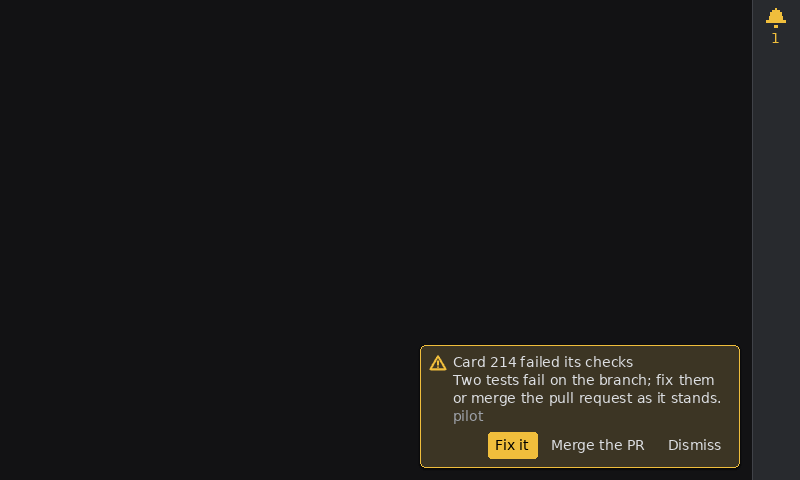 1
Card 214 failed its checks
Two tests fail on the branch; fix them
or merge the pull request as it stands.
pilot
Fix it Merge the PR Dismiss